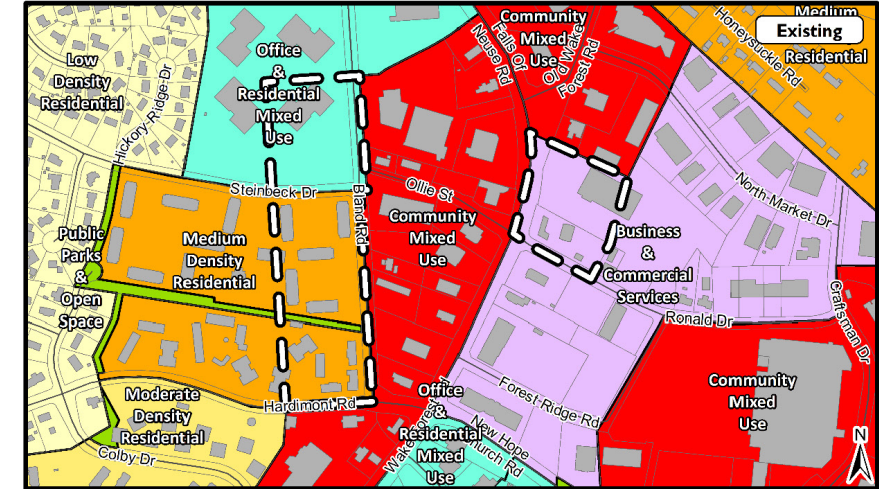 Existing
Low
Density
Residential
Hickory-Ridge-Dr
Office
&
Residential
Mixed
Use
Community
Mixed
Use
Falls Of
Neuse Rd
Old Wake
Forest Rd
Medium
Residential
Honeysuckle Rd
Steinbeck Dr
Bland Rd
Ollie St
Community
Mixed
Use
North Market Dr
Business
&
Commercial
Services
Public
Parks
&
Open
Space
Medium
Density
Residential
Ronald Dr
Craftsman Dr
Moderate
Density
Residential
Colby Dr
Hardimont Rd
Wake Forest Rd
Office
&
Residential
Mixed
Use
Forest Ridge Rd
New Hope
Church Rd
Community
Mixed
Use
N